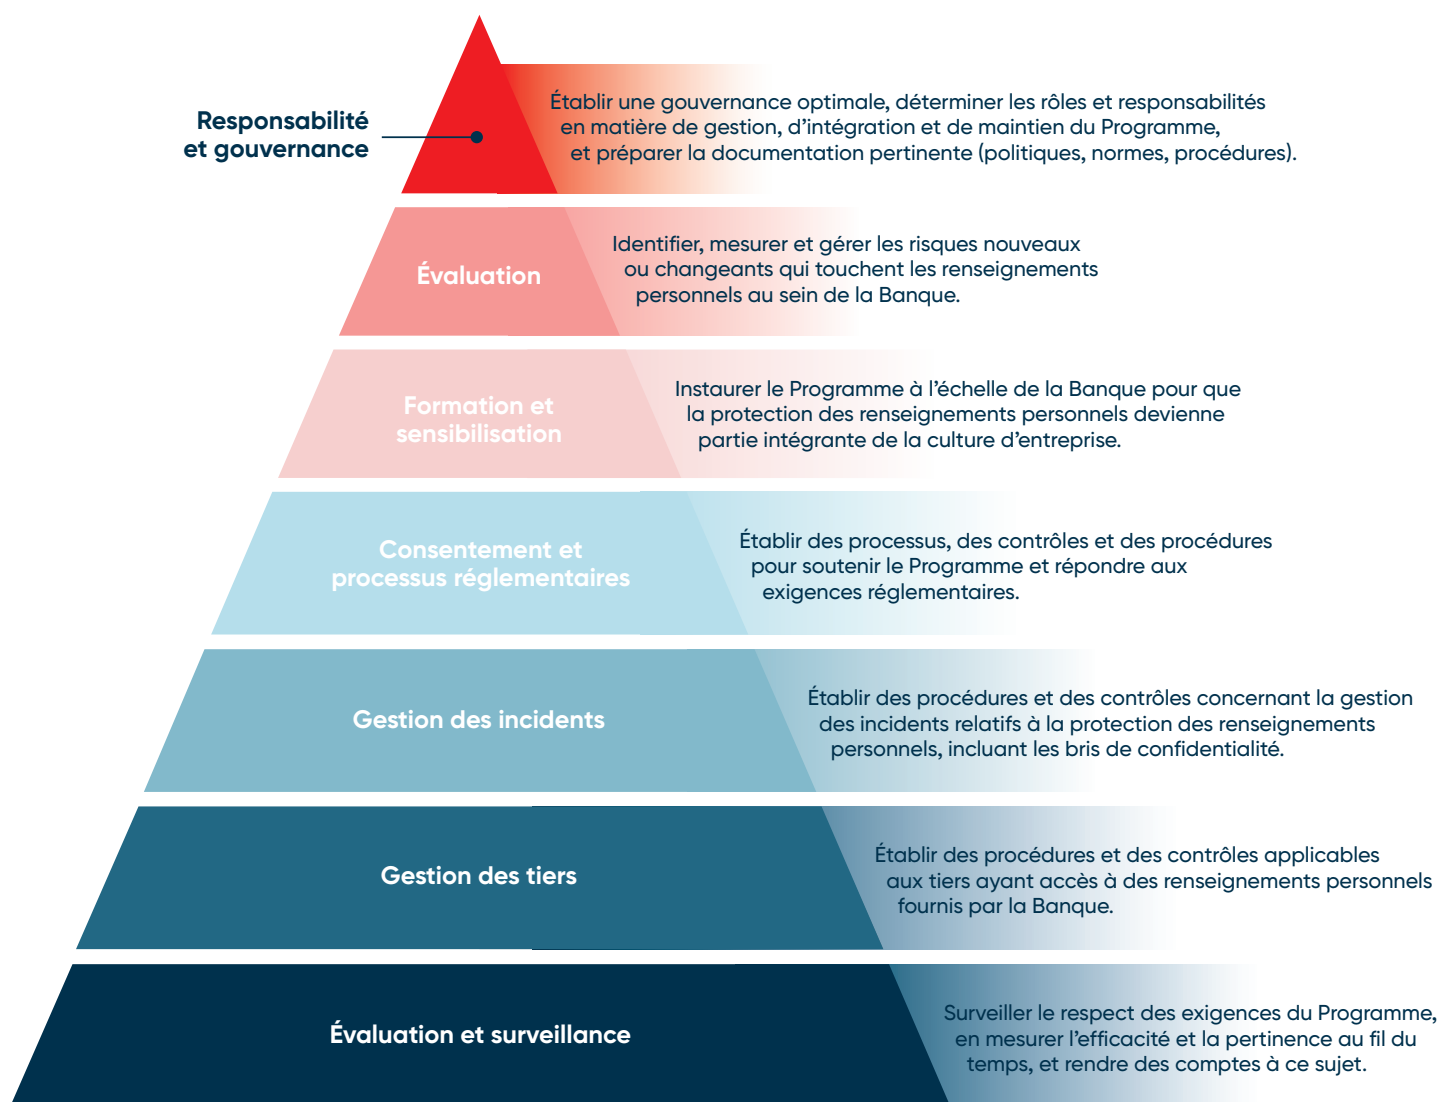 Responsabilité
et gouvernance
Établir une gouvernance optimale, déterminer les rôles et responsabilités
en matière de gestion, d’intégration et de maintien du Programme,
et préparer la documentation pertinente (politiques, normes, procédures).
Évaluation
Identifier, mesurer et gérer les risques nouveaux
ou changeants qui touchent les renseignements
personnels au sein de la Banque.
Formation et
sensibilisation
Instaurer le Programme à l’échelle de la Banque pour que
la protection des renseignements personnels devienne
partie intégrante de la culture d’entreprise.
Consentement et
processus réglementaires
Établir des processus, des contrôles et des procédures
pour soutenir le Programme et répondre aux
exigences réglementaires.
Gestion des incidents
Établir des procédures et des contrôles concernant la gestion
des incidents relatifs à la protection des renseignements
personnels, incluant les bris de confidentialité.
Gestion des tiers
Établir des procédures et des contrôles applicables
aux tiers ayant accès à des renseignements personnels
fournis par la Banque.
Évaluation et surveillance
Surveiller le respect des exigences du Programme,
en mesurer l’efficacité et la pertinence au fil du
temps, et rendre des comptes à ce sujet.